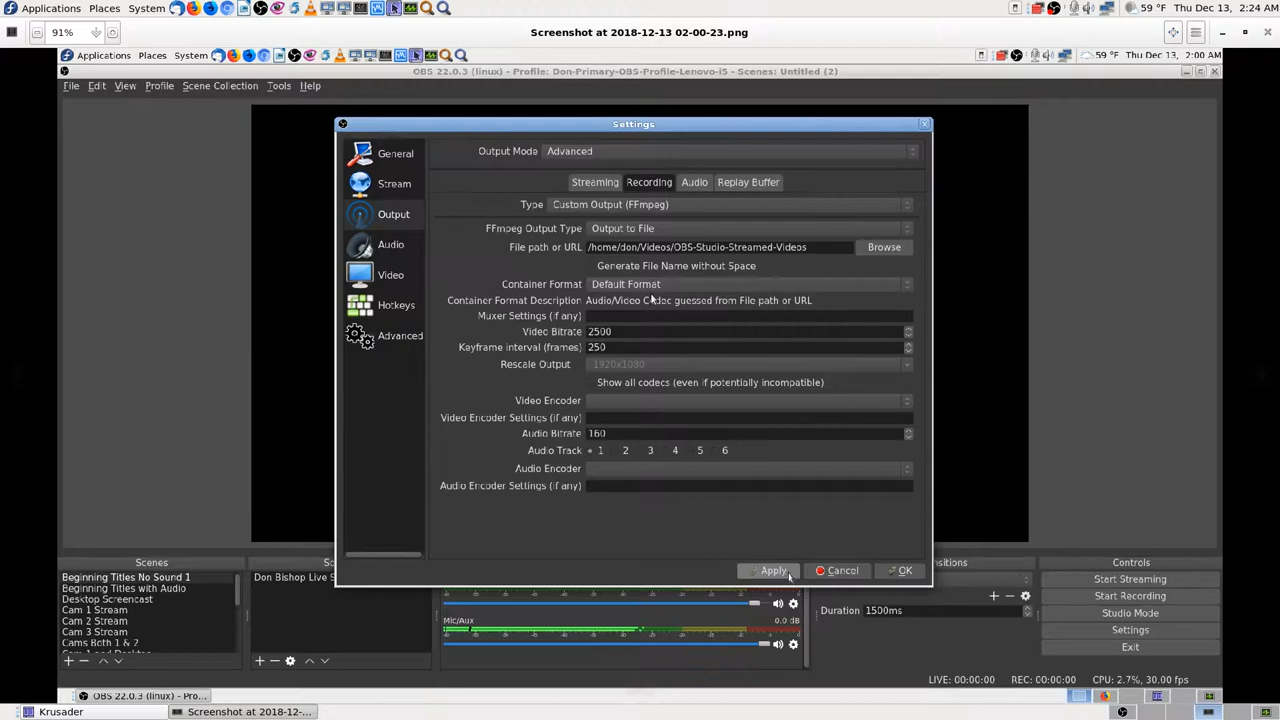 Applications Places System 59 °F Thu Dec 13, 2:24 AM
91% Screenshot at 2018-12-13 02-00-23.png
Applications Places System 59 °F Thu Dec 13, 2:00 AM
OBS 22.0.3 (linux) - Profile: Don-Primary-OBS-Profile-Lenovo-i5 - Scenes: Untitled (2)
File Edit View Profile Scene Collection Tools Help
Settings
General
Stream
Output
Audio
Video
Hotkeys
Advanced
Output Mode Advanced
Streaming Recording Audio Replay Buffer
Type Custom Output (FFmpeg)
FFmpeg Output Type Output to File
File path or URL /home/don/Videos/OBS-Studio-Streamed-Videos Browse
Generate File Name without Space
Container Format Default Format
Container Format Description Audio/Video Codec guessed from File path or URL
Muxer Settings (if any)
Video Bitrate 2500
Keyframe interval (frames) 250
Rescale Output 1920x1080
Show all codecs (even if potentially incompatible)
Video Encoder
Video Encoder Settings (if any)
Audio Bitrate 160
Audio Track 1 2 3 4 5 6
Audio Encoder
Audio Encoder Settings (if any)
Apply Cancel OK
Scenes
Beginning Titles No Sound 1
Beginning Titles with Audio
Desktop Screencast
Cam 1 Stream
Cam 2 Stream
Cam 3 Stream
Cams Both 1 & 2
Don Bishop Live S
Mic/Aux 0.0 dB
Duration 1500ms
Controls
Start Streaming
Start Recording
Studio Mode
Settings
Exit
LIVE: 00:00:00 REC: 00:00:00 CPU: 2.7%, 30.00 fps
OBS 22.0.3 (linux) - Pro...
Krusader Screenshot at 2018-12-...